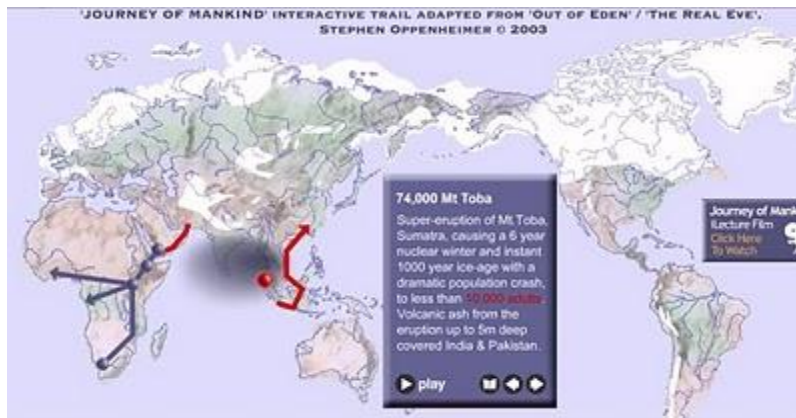 'JOURNEY OF MANKIND' INTERACTIVE TRAIL ADAPTED FROM 'OUT OF EDEN' / 'THE REAL EVE',
STEPHEN OPPENHEIMER © 2003
74,000 Mt Toba
Super-eruption of Mt Toba,
Sumatra, causing a 6 year
nuclear winter and instant
1000 year ice-age with a
dramatic population crash,
to less than 10,000 adults.
Volcanic ash from the
eruption up to 5m deep
covered India & Pakistan.
play
Journey of Mank
iLecture Film
Click Here
To Watch